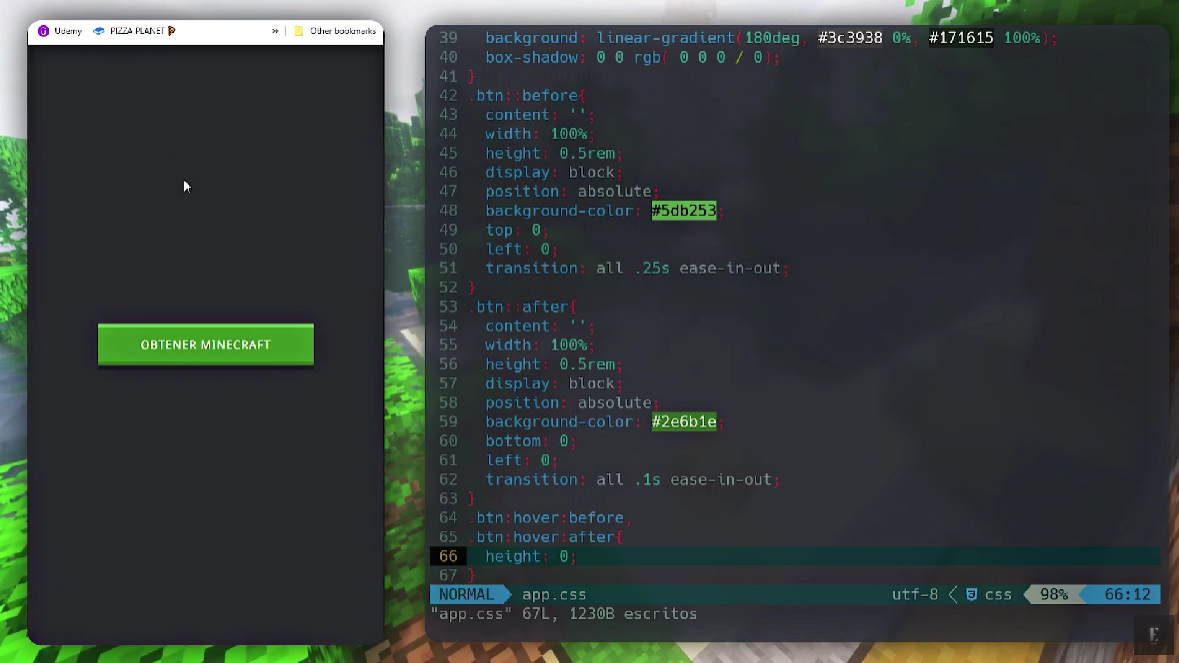 Udemy PIZZA PLANET » Other bookmarks
OBTENER MINECRAFT
39 background: linear-gradient(180deg, #3c3938 0%, #171615 100%);
40 box-shadow: 0 0 rgb( 0 0 0 / 0);
41 }
42 .btn::before{
43 content: '';
44 width: 100%;
45 height: 0.5rem;
46 display: block;
47 position: absolute;
48 background-color: #5db253;
49 top: 0;
50 left: 0;
51 transition: all .25s ease-in-out;
52 }
53 .btn::after{
54 content: '';
55 width: 100%;
56 height: 0.5rem;
57 display: block;
58 position: absolute;
59 background-color: #2e6b1e;
60 bottom: 0;
61 left: 0;
62 transition: all .1s ease-in-out;
63 }
64 .btn:hover:before,
65 .btn:hover:after{
66 height: 0;
67 }
NORMAL app.css utf-8 css 98% 66:12
"app.css" 67L, 1230B escritos
E